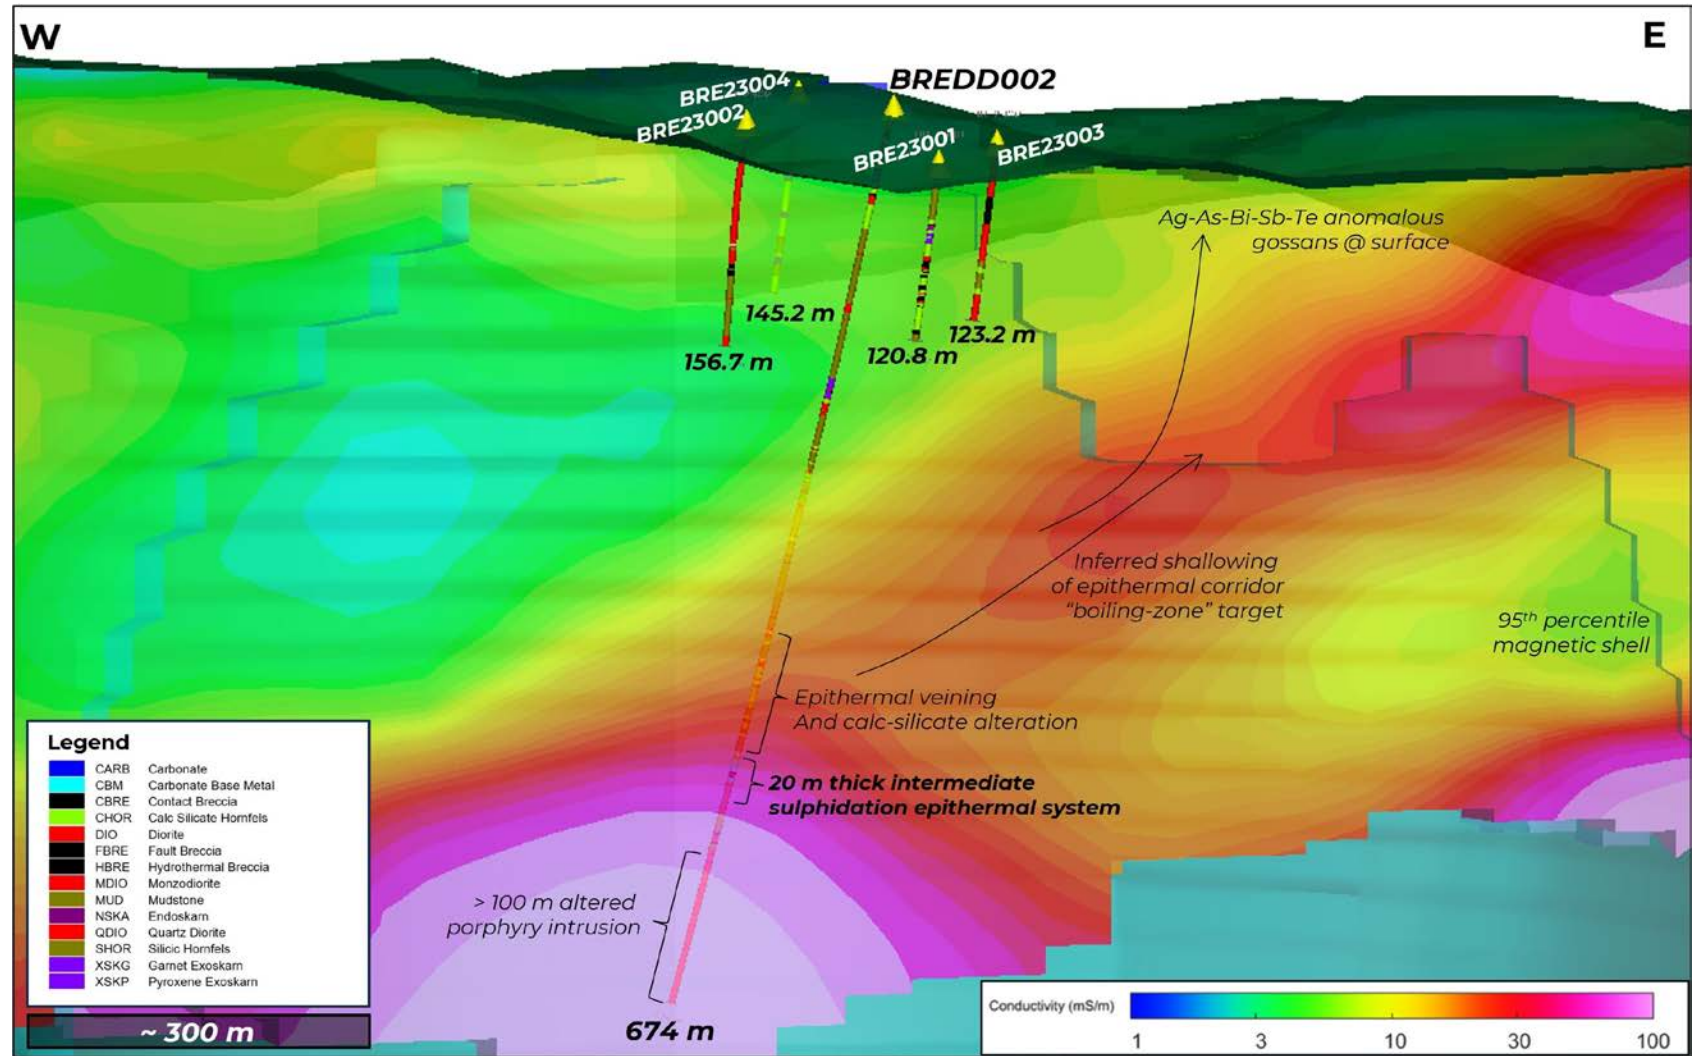 W
E
BREDD002
BRE23004
BRE23002
BRE23001
BRE23003
Ag-As-Bi-Sb-Te anomalous
gossans @ surface
145.2 m
156.7 m
120.8 m
123.2 m
Inferred shallowing
of epithermal corridor
"boiling-zone" target
95th percentile
magnetic shell
Epithermal veining
And calc-silicate alteration
20 m thick intermediate
sulphidation epithermal system
> 100 m altered
porphyry intrusion
674 m
Legend
CARB Carbonate
CBM Carbonate Base Metal
CBRE Contact Breccia
CHOR Calc Silicate Hornfels
DIO Diorite
FBRE Fault Breccia
HBRE Hydrothermal Breccia
MDIO Monzodiorite
MUD Mudstone
NSKA Endoskarn
QDIO Quartz Diorite
SHOR Silicic Hornfels
XSKG Garnet Exoskarn
XSKP Pyroxene Exoskarn
~ 300 m
Conductivity (mS/m)
1 3 10 30 100